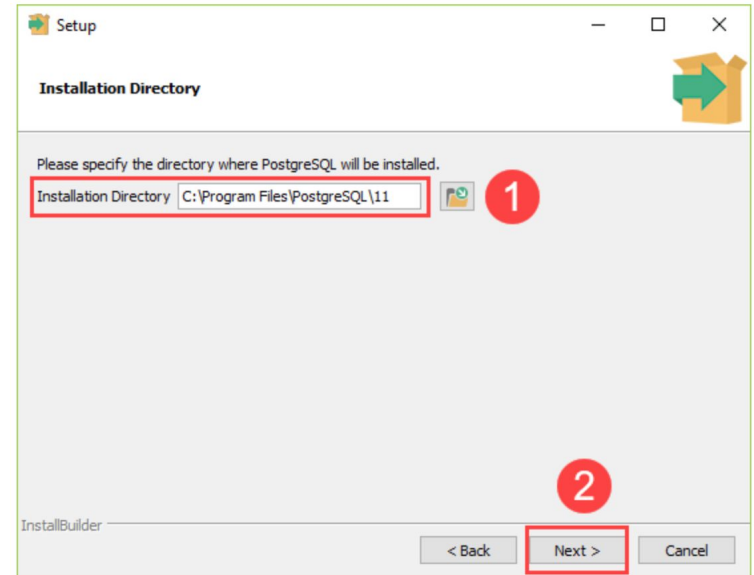 Setup
Installation Directory
Please specify the directory where PostgreSQL will be installed.
Installation Directory C:\Program Files\PostgreSQL\11
1
2
InstallBuilder
< Back Next > Cancel